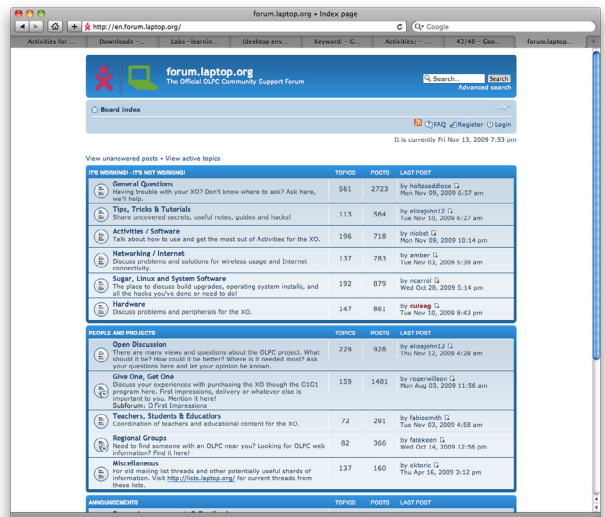 forum.laptop.org • Index page
http://en.forum.laptop.org/
Google
Activities for ...
Downloads – ...
Labs—learnin...
(desktop env...
Keyword: – G...
Activities/ – ...
43/48 – Goo...
forum.laptop...
forum.laptop.org
The Official OLPC Community Support Forum
Search... Search
Advanced search
Board index
FAQ Register Login
It is currently Fri Nov 13, 2009 7:53 pm
View unanswered posts • View active topics
IT'S WORKING! - IT'S NOT WORKING! TOPICS POSTS LAST POST
General Questions
Having trouble with your XO? Don't know where to ask? Ask here,
we'll help.
561 2723
by holtzsaddleco
Mon Nov 09, 2009 6:57 am
Tips, Tricks & Tutorials
Share uncovered secrets, useful notes, guides and hacks!
113 564
by elizajohn12
Tue Nov 10, 2009 6:27 am
Activities / Software
Talk about how to use and get the most out of Activities for the XO.
196 718
by niobst
Mon Nov 09, 2009 10:14 pm
Networking / Internet
Discuss problems and solutions for wireless usage and Internet
connectivity.
137 783
by amber
Tue Nov 03, 2009 5:39 am
Sugar, Linux and System Software
The place to discuss build upgrades, operating system installs, and
all the hacks you've done or need to do!
192 879
by ncarrol
Wed Oct 28, 2009 5:14 pm
Hardware
Discuss problems and peripherals for the XO.
147 861
by culseg
Tue Nov 10, 2009 8:43 pm
PEOPLE AND PROJECTS TOPICS POSTS LAST POST
Open Discussion
There are many views and questions about the OLPC project. What
should it be? How could it be better? Where is it needed most? Ask
your questions here and let your opinion be known.
229 928
by elizajohn12
Thu Nov 12, 2009 4:28 am
Give One, Get One
Discuss your experiences with purchasing the XO though the G1G1
program here. First impressions, delivery or whatever else is
important to you. Mention it here!
Subforum: First Impressions
159 1481
by rogerwillson
Mon Aug 03, 2009 11:56 am
Teachers, Students & Educators
Coordination of teachers and educational content for the XO.
72 291
by fabiosmith
Tue Nov 03, 2009 4:58 am
Regional Groups
Need to find someone with an OLPC near you? Looking for OLPC web
information? Find it here!
82 366
by fatekeen
Wed Oct 14, 2009 12:56 pm
Miscellaneous
For old mailing list threads and other potentially useful shards of
information. Visit http://lists.laptop.org/ for current threads from
these lists.
137 160
by ektoric
Thu Apr 16, 2009 3:12 pm
ANNOUNCEMENTS TOPICS POSTS LAST POST